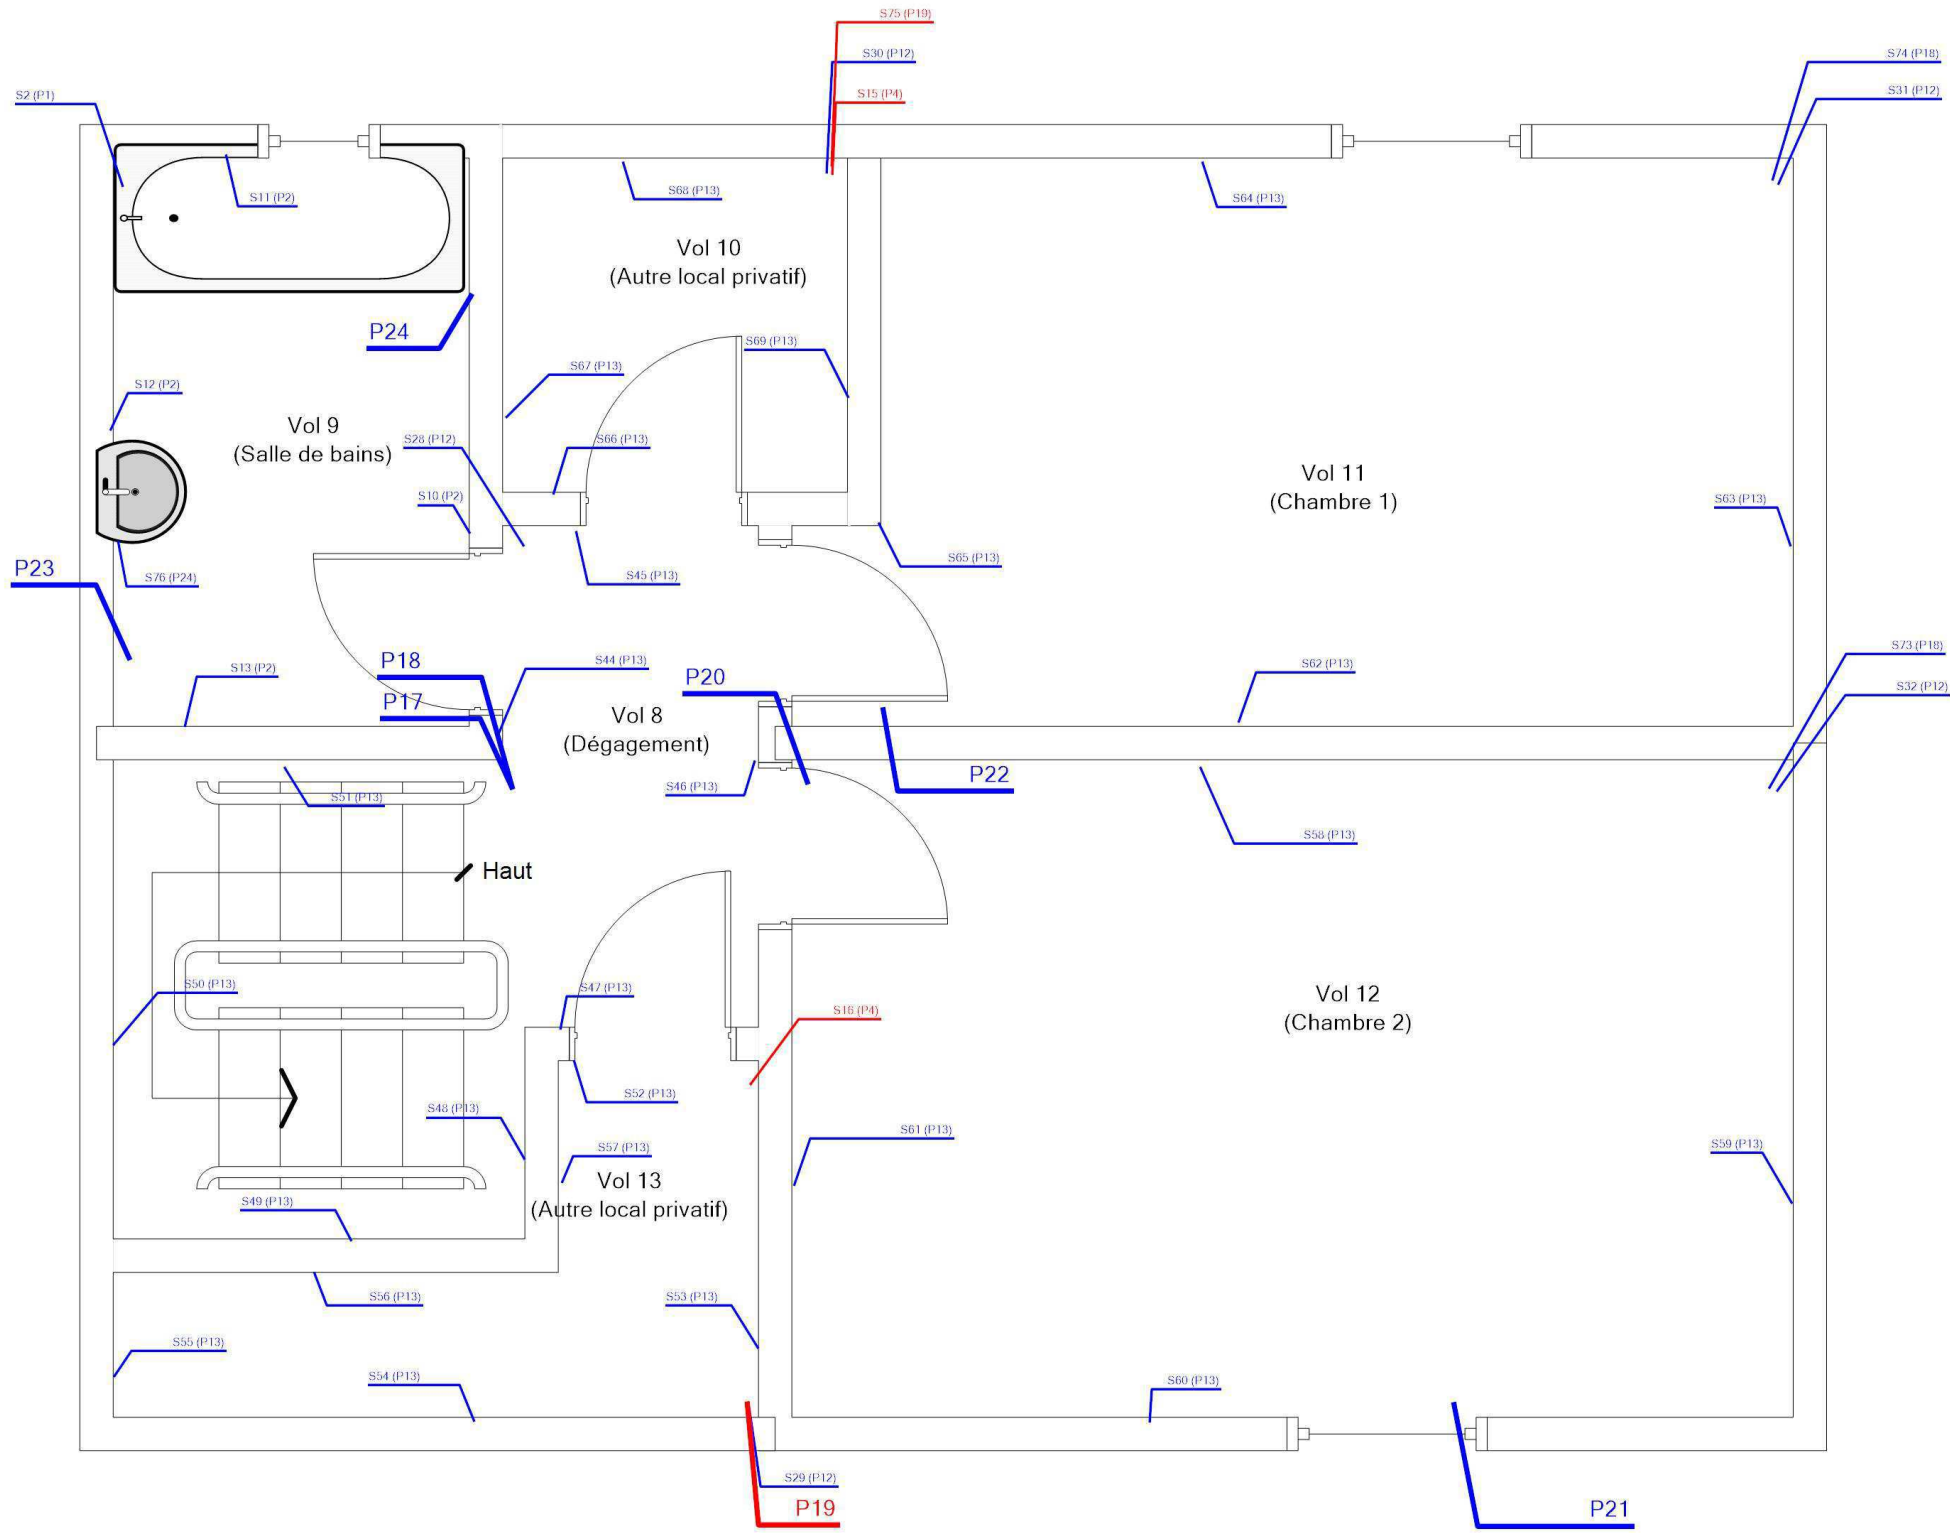 S75 (P19)
S30 (P12)
S74 (P18)
S2 (P1)
S15 (P4)
S31 (P12)
S11 (P2)
S68 (P13)
S64 (P13)
Vol 10
(Autre local privatif)
P24
S69 (P13)
S67 (P13)
S12 (P2)
Vol 9
(Salle de bains)
S28 (P12)
S66 (P13)
Vol 11
(Chambre 1)
S10 (P2)
S63 (P13)
P23
S76 (P24)
S45 (P13)
S65 (P13)
S13 (P2)
P18
S44 (P13)
P20
S62 (P13)
S73 (P18)
S32 (P12)
P17
Vol 8
(Dégagement)
P22
S46 (P13)
S51 (P13)
S58 (P13)
Haut
S50 (P13)
S47 (P13)
Vol 12
(Chambre 2)
S16 (P4)
S52 (P13)
S48 (P13)
S61 (P13)
S57 (P13)
S59 (P13)
Vol 13
(Autre local privatif)
S49 (P13)
S56 (P13)
S53 (P13)
S55 (P13)
S54 (P13)
S60 (P13)
S29 (P12)
P19
P21